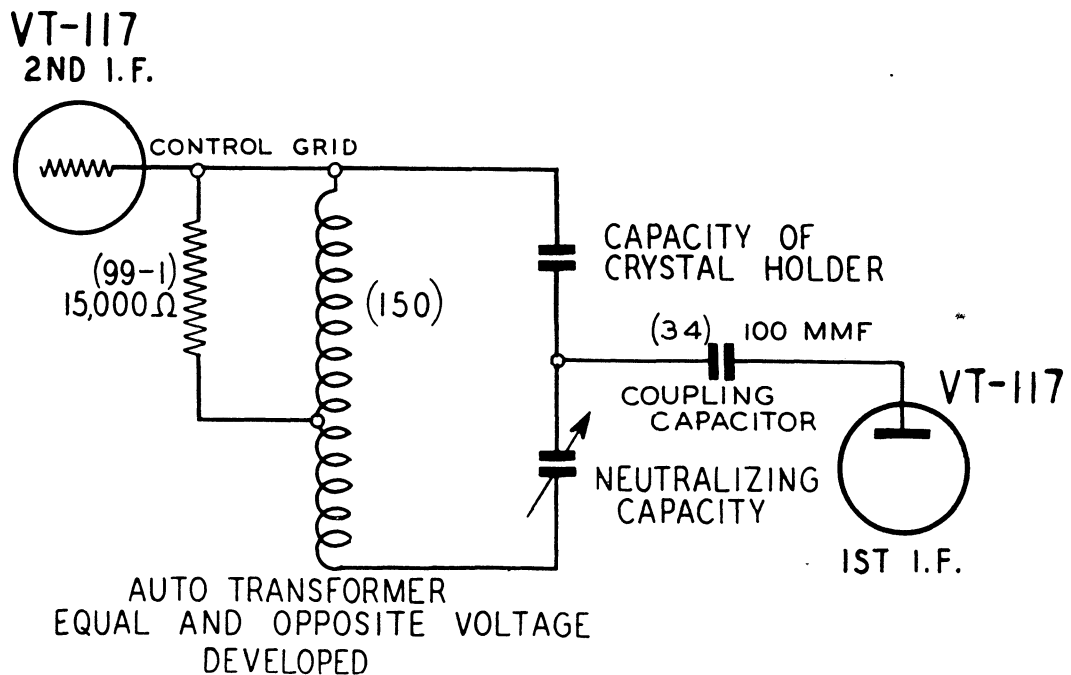 VT-117
2ND I.F.
CONTROL GRID
(99-1)
15,000Ω
(150)
CAPACITY OF
CRYSTAL HOLDER
(34) 100 MMF
COUPLING
CAPACITOR
VT-117
NEUTRALIZING
CAPACITY
1ST I.F.
AUTO TRANSFORMER
EQUAL AND OPPOSITE VOLTAGE
DEVELOPED